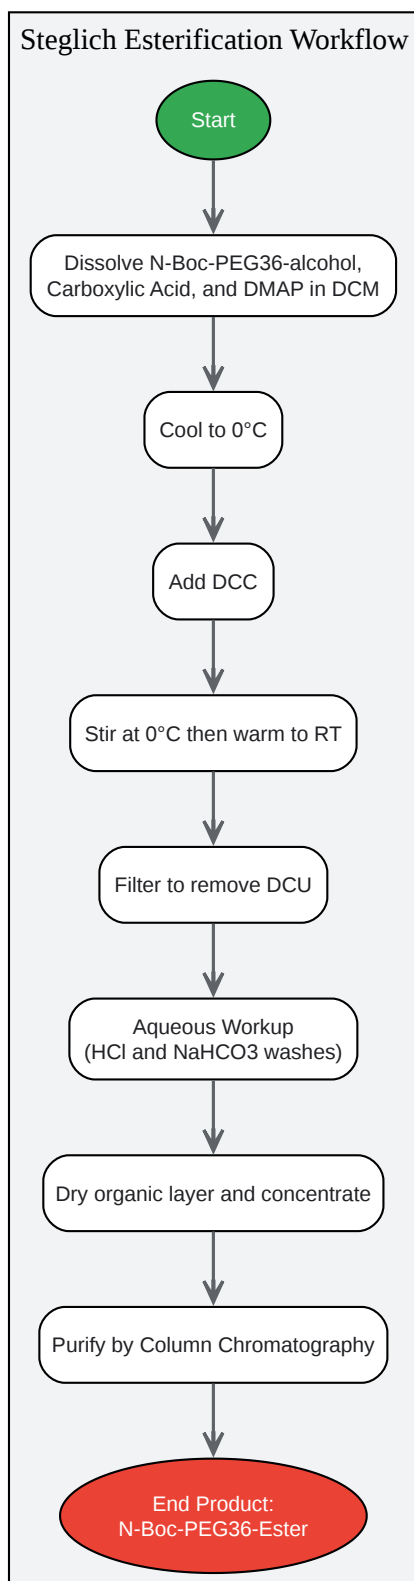 Steglich Esterification Workflow
Start
Dissolve N-Boc-PEG36-alcohol,
Carboxylic Acid, and DMAP in DCM
Cool to 0°C
Add DCC
Stir at 0°C then warm to RT
Filter to remove DCU
Aqueous Workup
(HCl and NaHCO3 washes)
Dry organic layer and concentrate
Purify by Column Chromatography
End Product:
N-Boc-PEG36-Ester